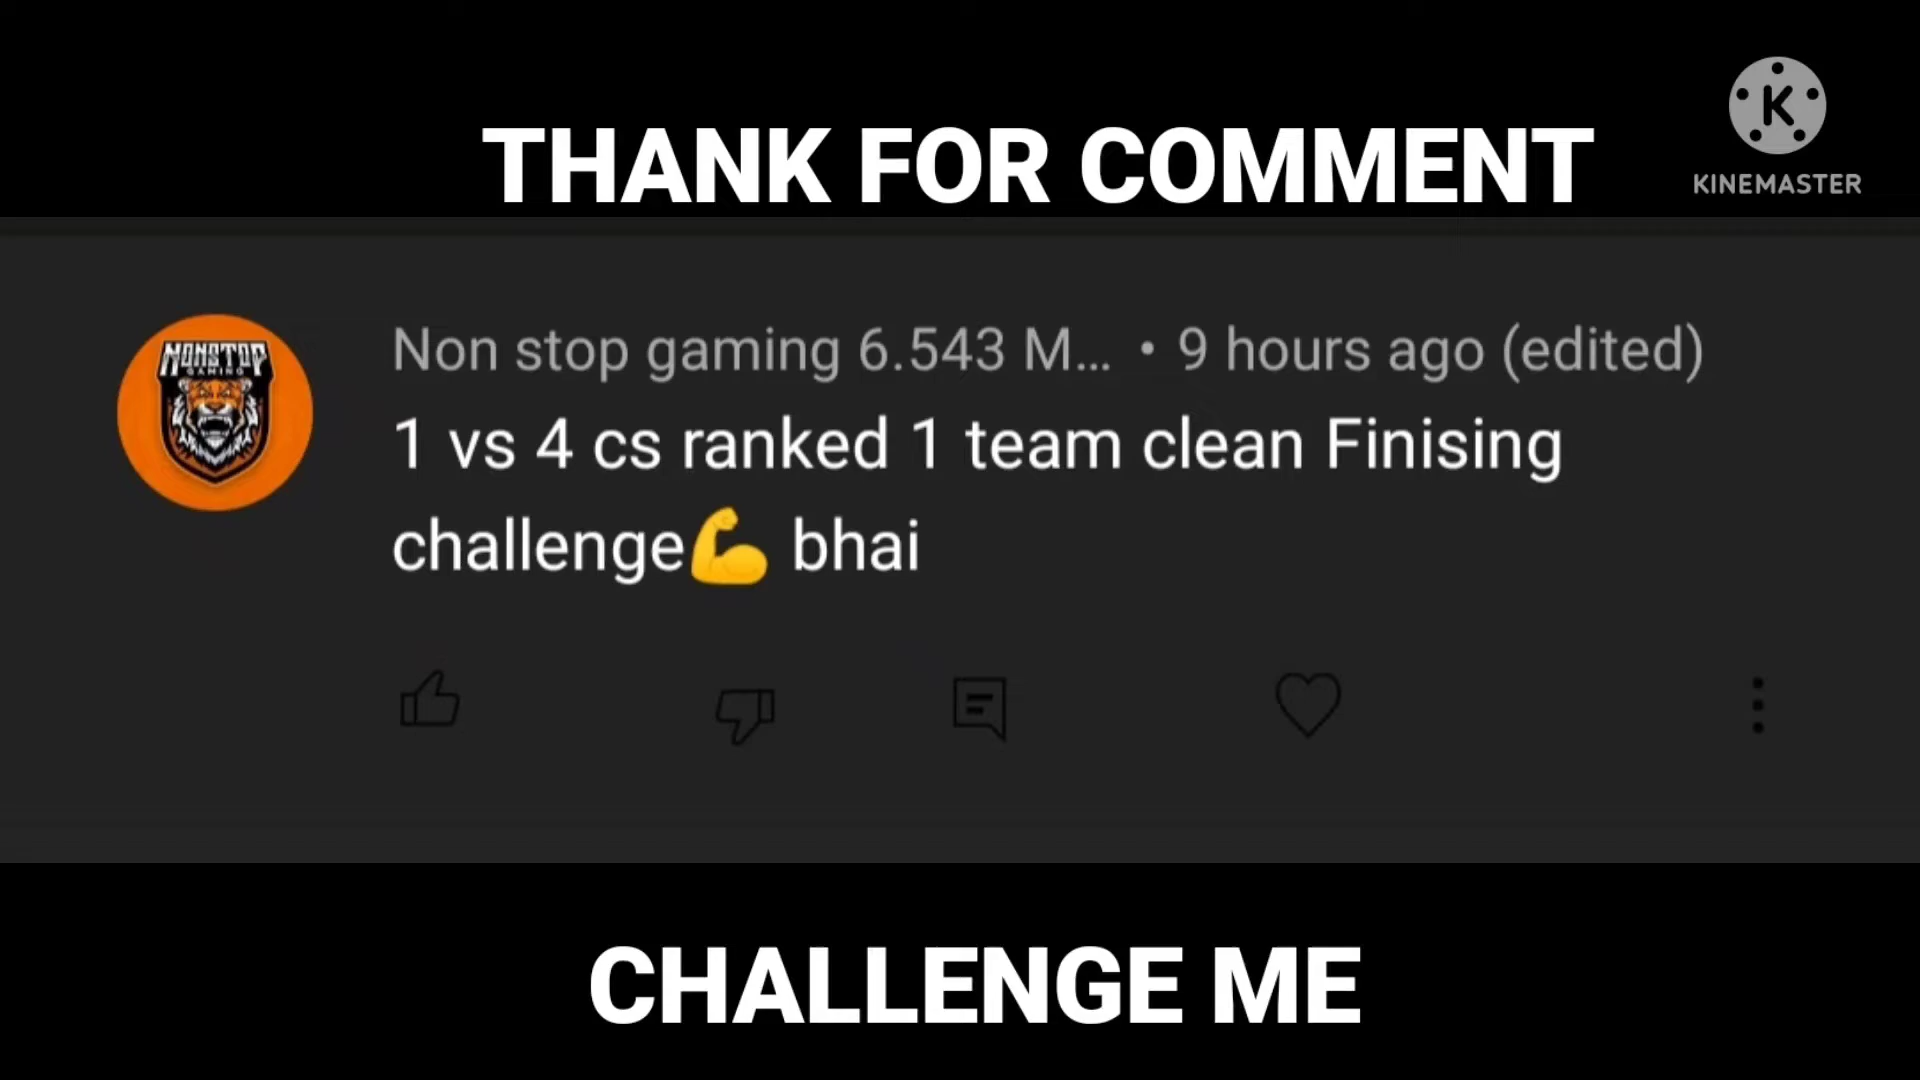 THANK FOR COMMENT
KINEMASTER
NONSTOP
GAMING
Non stop gaming 6.543 M... • 9 hours ago (edited)
1 vs 4 cs ranked 1 team clean Finising
challenge💪 bhai
CHALLENGE ME